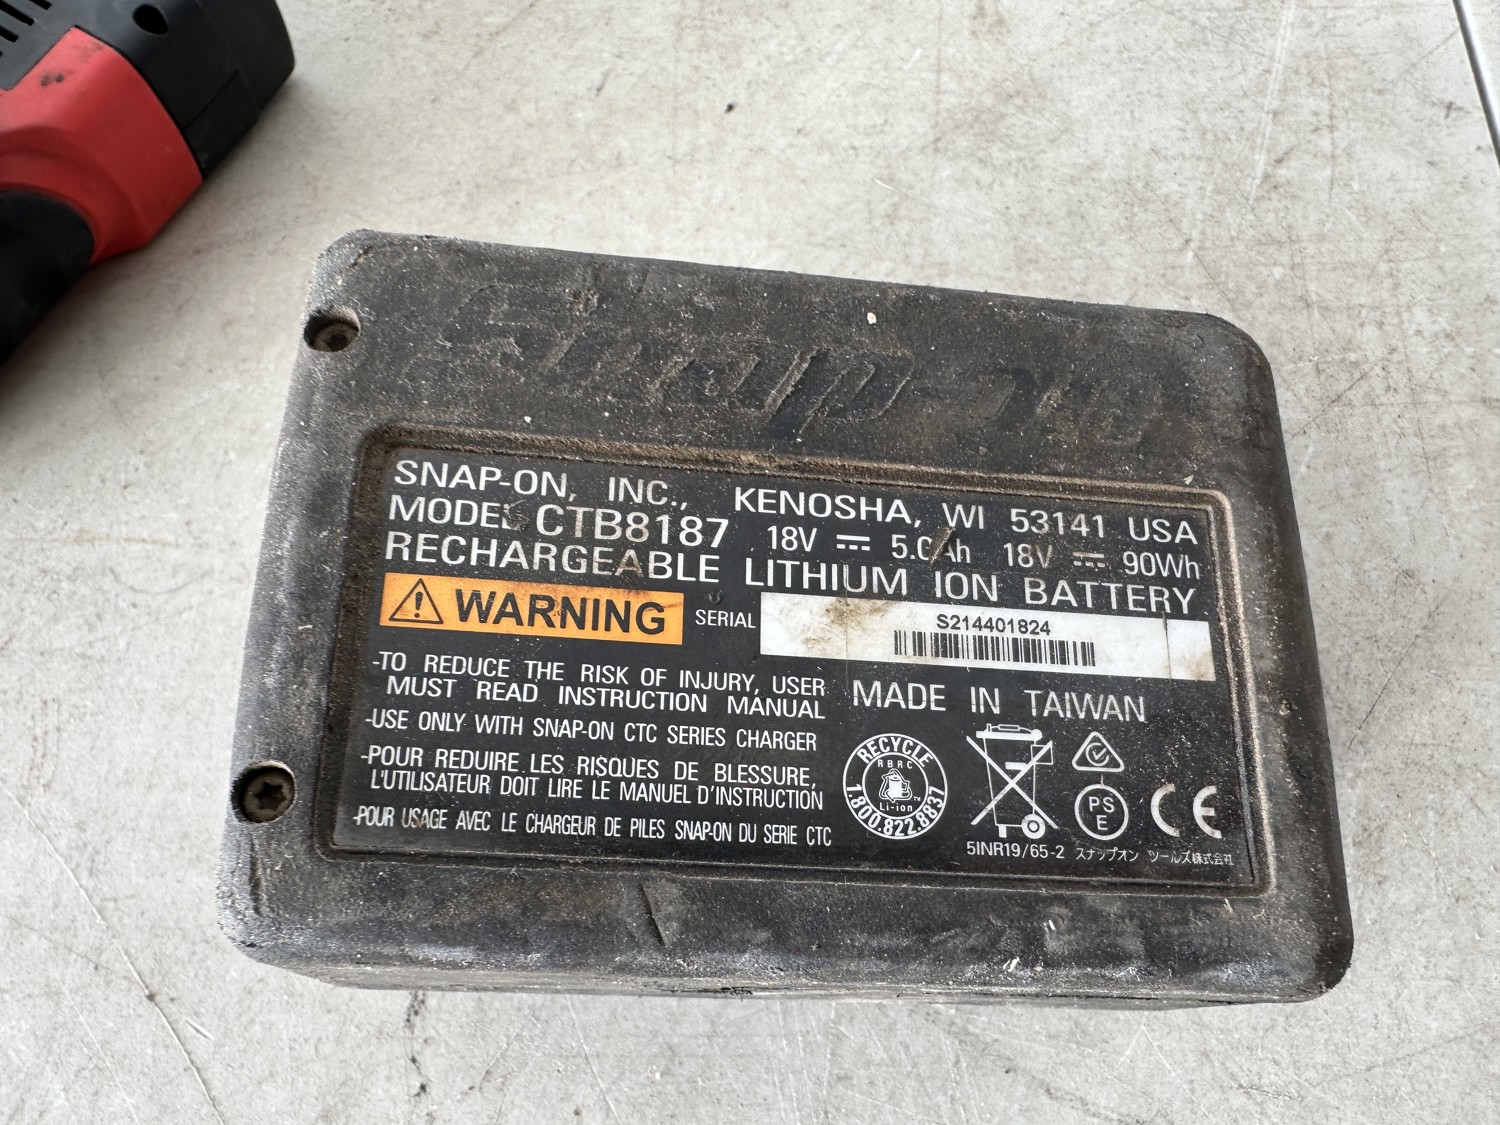 Snap-on
SNAP-ON, INC., KENOSHA, WI 53141 USA
MODEL CTB8187 18V 5.0Ah 18V 90Wh
RECHARGEABLE LITHIUM ION BATTERY
WARNING SERIAL S214401824
-TO REDUCE THE RISK OF INJURY, USER
MUST READ INSTRUCTION MANUAL
-USE ONLY WITH SNAP-ON CTC SERIES CHARGER
-POUR REDUIRE LES RISQUES DE BLESSURE,
L'UTILISATEUR DOIT LIRE LE MANUEL D'INSTRUCTION
-POUR USAGE AVEC LE CHARGEUR DE PILES SNAP-ON DU SERIE CTC
MADE IN TAIWAN
RECYCLE
RBRC
Li-ion
1.800.822.8837
PS
E
CE
5INR19/65-2 スナップオン ツールズ株式会社